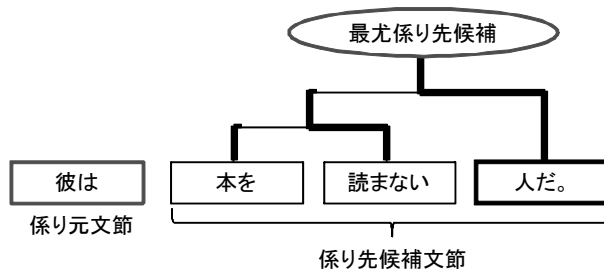 最尤係り先候補
彼は
本を
読まない
人だ。
係り元文節
係り先候補文節